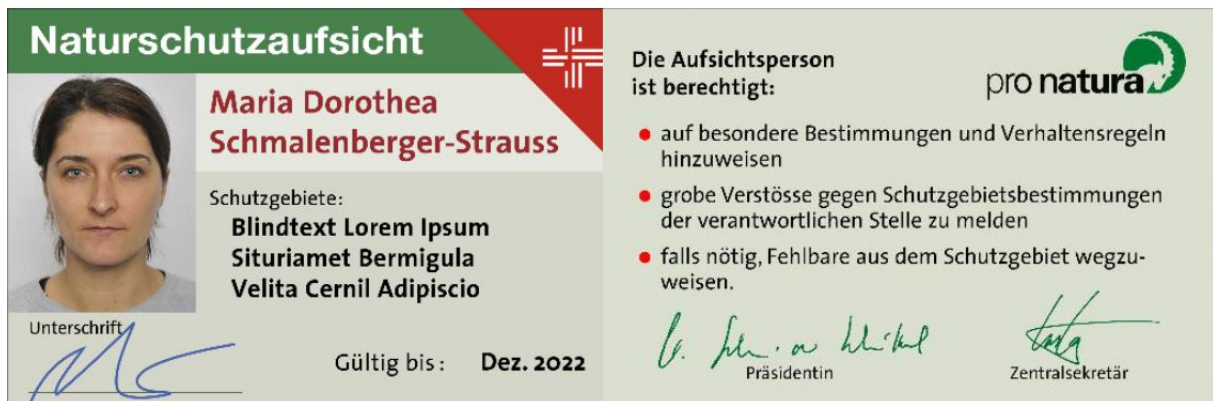 Naturschutzaufsicht
Maria Dorothea
Schmalenberger-Strauss
Schutzgebiete:
Blindtext Lorem Ipsum
Situriamet Bermigula
Velita Cernil Adipiscio
Unterschrift
Gültig bis: Dez. 2022
Die Aufsichtsperson
ist berechtigt:
pro natura
auf besondere Bestimmungen und Verhaltensregeln
hinzuweisen
grobe Verstösse gegen Schutzgebietsbestimmungen
der verantwortlichen Stelle zu melden
falls nötig, Fehlbare aus dem Schutzgebiet wegzu-
weisen.
Präsidentin
Zentralsekretär